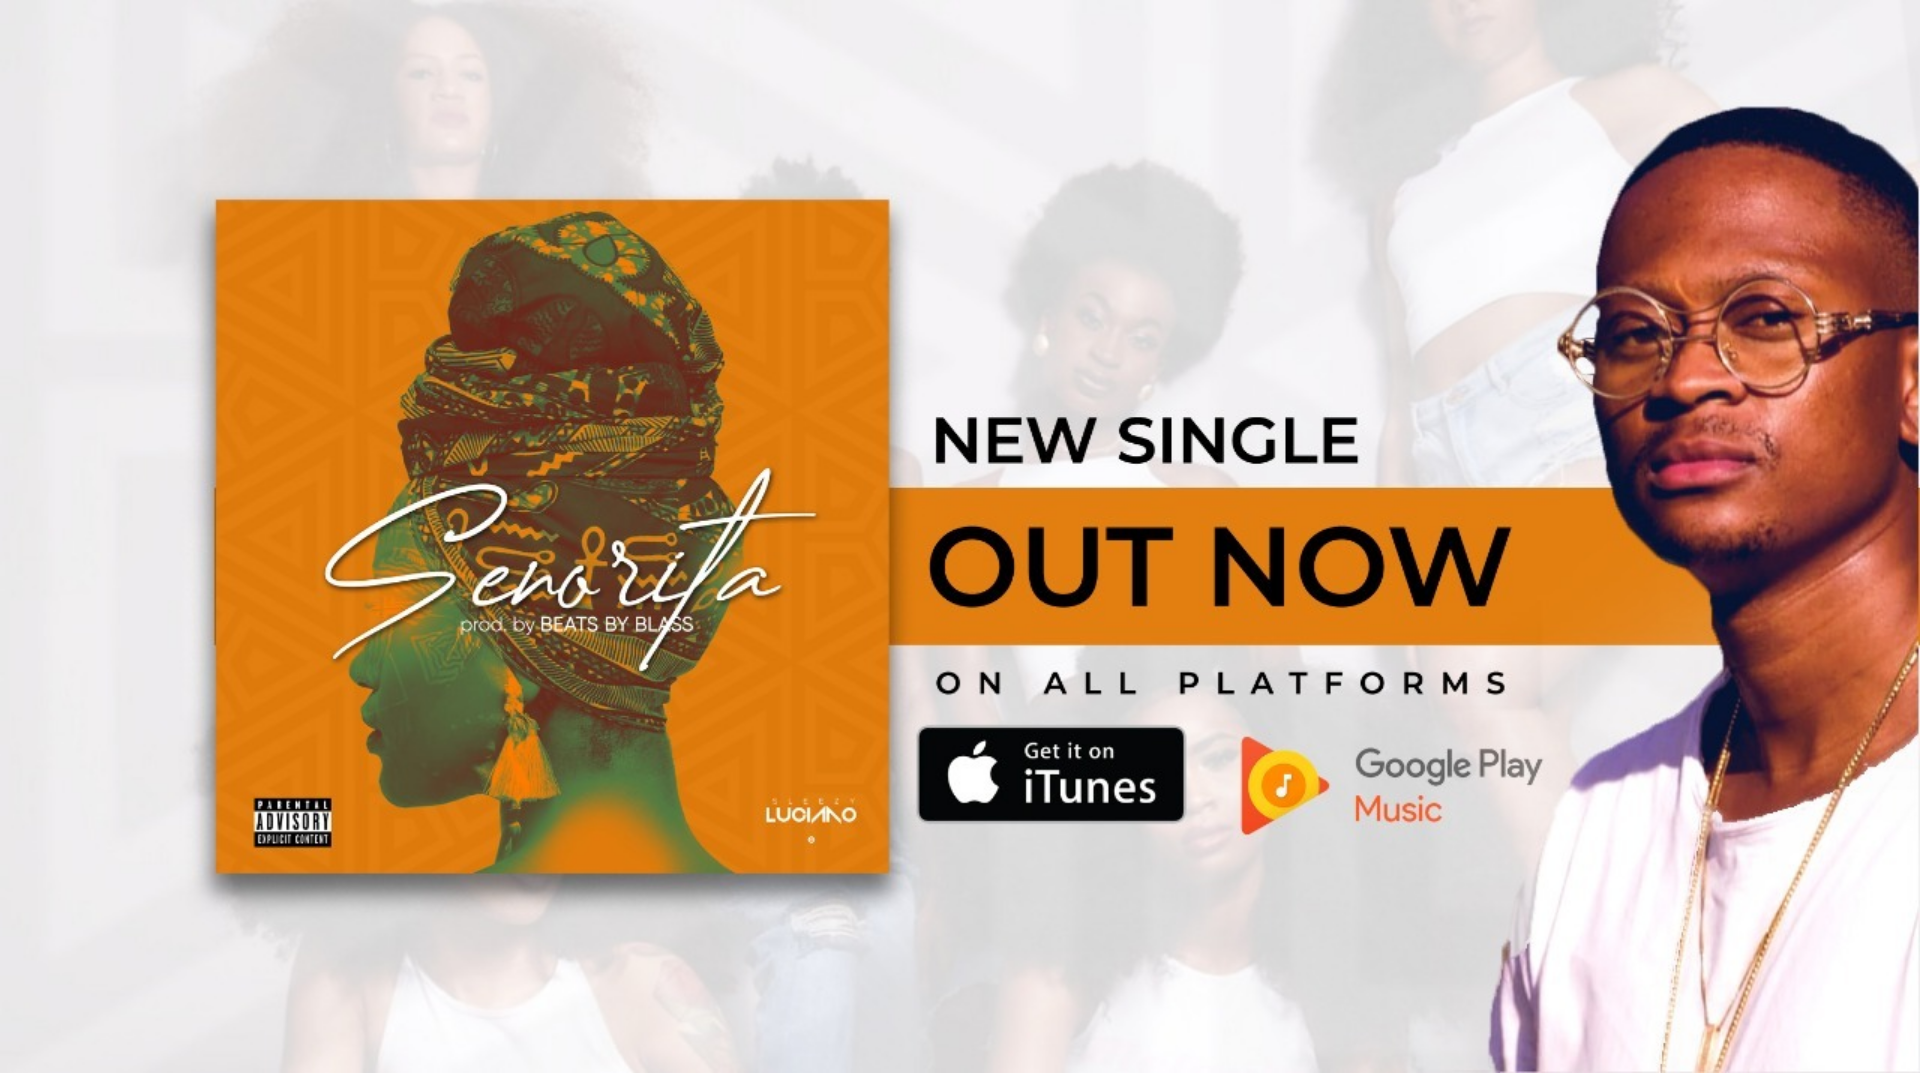 Senorita
prod. by BEATS BY BLASS
PARENTAL
ADVISORY
EXPLICIT CONTENT
SLEEZY
LUCIANO
NEW SINGLE
OUT NOW
ON ALL PLATFORMS
Get it on
iTunes
Google Play
Music